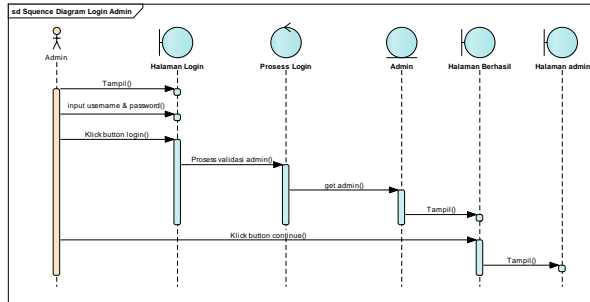 sd Squence Diagram Login Admin
Admin
Halaman Login
Prosess Login
Admin
Halaman Berhasil
Halaman admin
Tampil()
input username & password()
Klick button login()
Prosess validasi admin()
get admin()
Tampil()
Klick button continue()
Tampil()